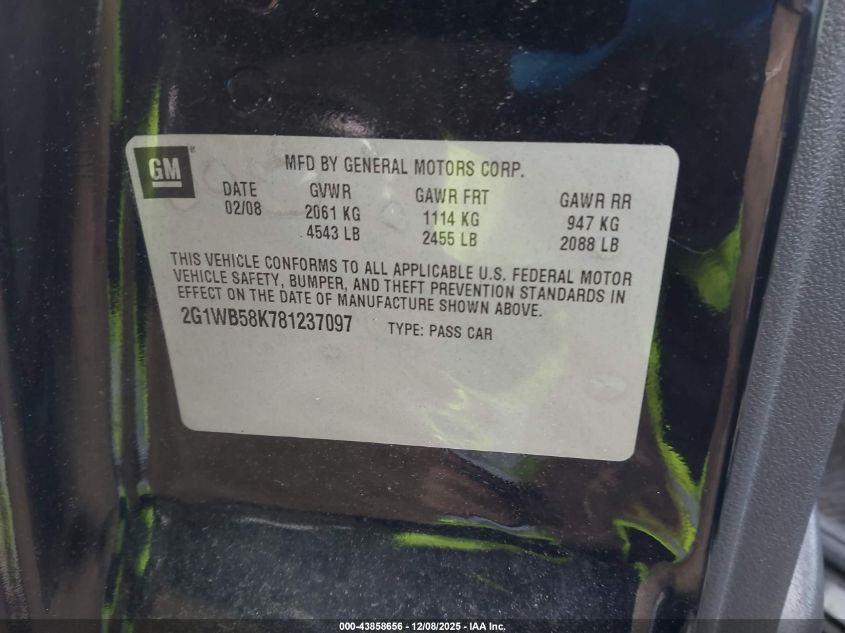 GM
MFD BY GENERAL MOTORS CORP.
DATE GVWR GAWR FRT GAWR RR
02/08 2061 KG 1114 KG 947 KG
4543 LB 2455 LB 2088 LB
THIS VEHICLE CONFORMS TO ALL APPLICABLE U.S. FEDERAL MOTOR
VEHICLE SAFETY, BUMPER, AND THEFT PREVENTION STANDARDS IN
EFFECT ON THE DATE OF MANUFACTURE SHOWN ABOVE.
2G1WB58K781237097 TYPE: PASS CAR
000-43858656 - 12/08/2025 - IAA Inc.